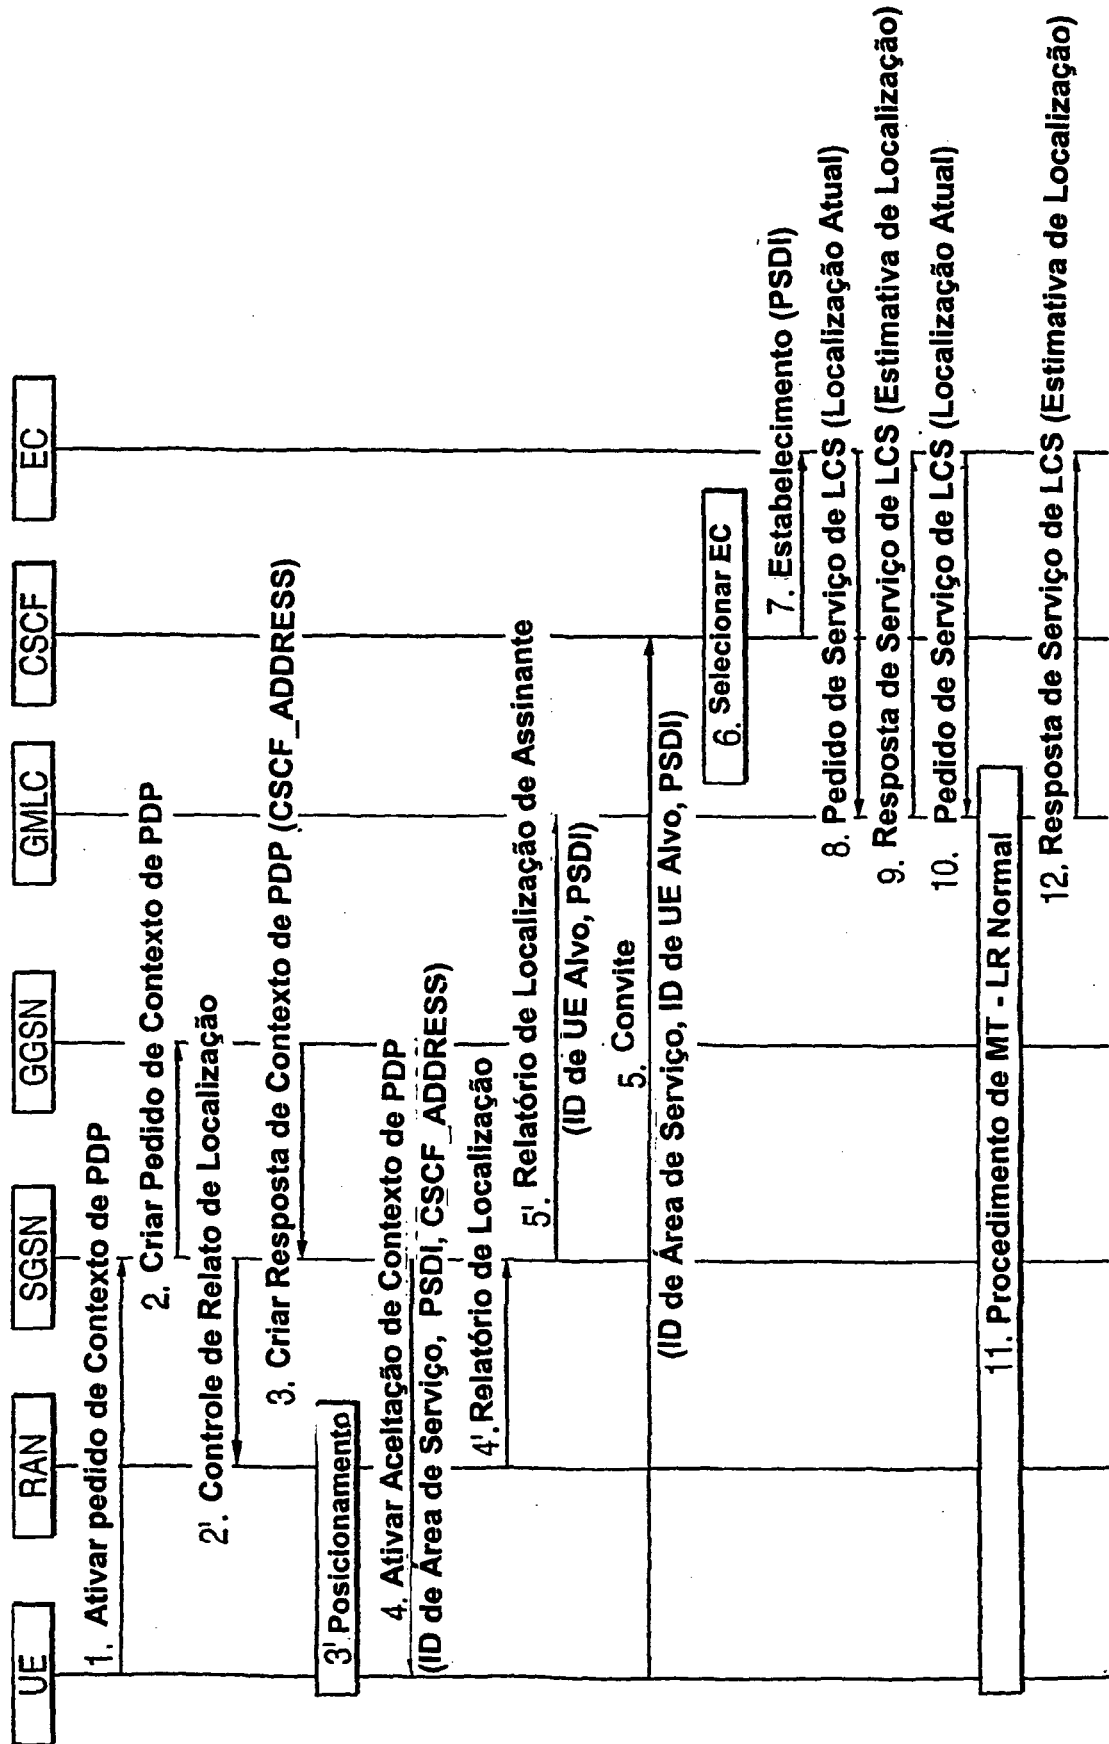 UE
RAN
SGSN
GGSN
GMLC
CSCF
EC
1. Ativar pedido de Contexto de PDP
2. Criar Pedido de Contexto de PDP
2'. Controle de Relato de Localização
3. Criar Resposta de Contexto de PDP (CSCF_ADDRESS)
3'. Posicionamento
4. Ativar Aceitação de Contexto de PDP
(ID de Área de Serviço, PSDI, CSCF_ADDRESS)
4'. Relatório de Localização
5'. Relatório de Localização de Assinante
(ID de UE Alvo, PSDI)
5. Convite
(ID de Área de Serviço, ID de UE Alvo, PSDI)
6. Selecionar EC
7. Estabelecimento (PSDI)
8. Pedido de Serviço de LCS (Localização Atual)
9. Resposta de Serviço de LCS (Estimativa de Localização)
10. Pedido de Serviço de LCS (Localização Atual)
11. Procedimento de MT - LR Normal
12. Resposta de Serviço de LCS (Estimativa de Localização)